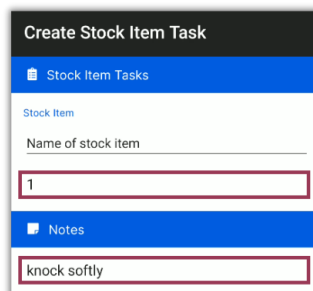 Create Stock Item Task
Stock Item Tasks
Stock Item
Name of stock item
1
Notes
knock softly